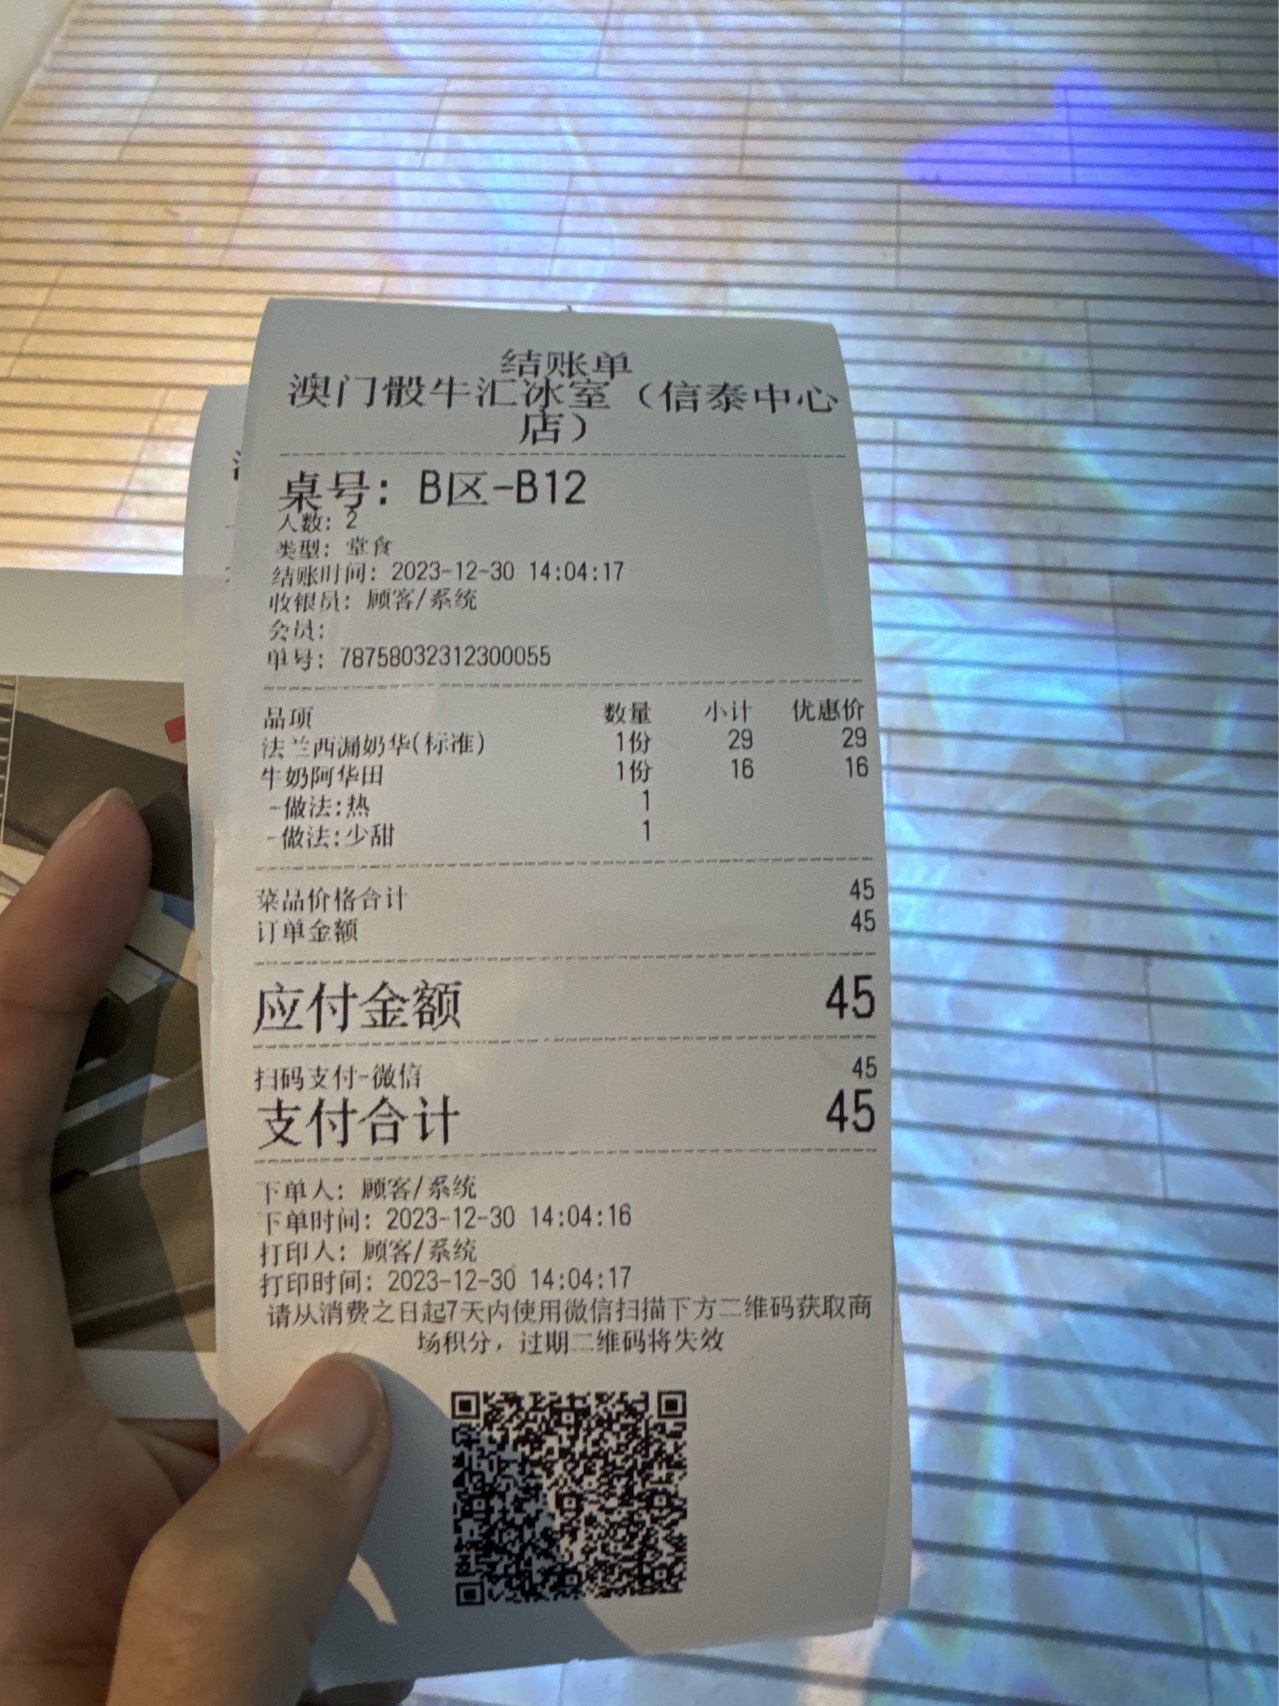 结账单
澳门骰牛汇冰室（信泰中心
店）
桌号: B区-B12
人数: 2
类型: 堂食
结账时间: 2023-12-30 14:04:17
收银员: 顾客/系统
会员:
单号: 78758032312300055
品项 数量 小计 优惠价
法兰西漏奶华(标准) 1份 29 29
牛奶阿华田 1份 16 16
-做法:热 1
-做法:少甜 1
菜品价格合计 45
订单金额 45
应付金额 45
扫码支付-微信 45
支付合计 45
下单人: 顾客/系统
下单时间: 2023-12-30 14:04:16
打印人: 顾客/系统
打印时间: 2023-12-30 14:04:17
请从消费之日起7天内使用微信扫描下方二维码获取商
场积分，过期二维码将失效